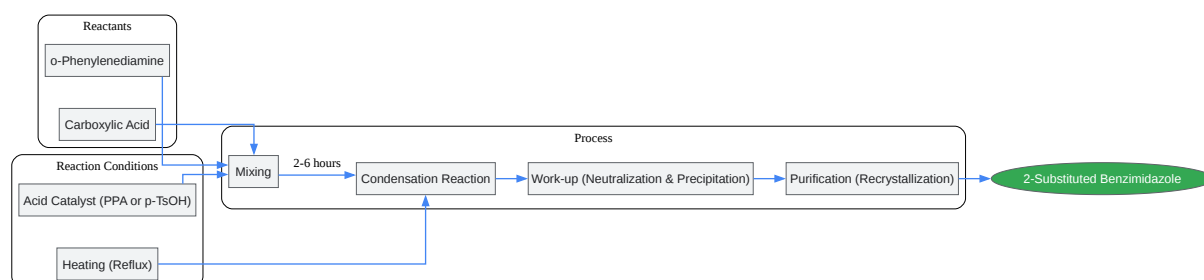 Reactants
o-Phenylenediamine
Carboxylic Acid
Reaction Conditions
Acid Catalyst (PPA or p-TsOH)
Heating (Reflux)
Process
Mixing
2-6 hours
Condensation Reaction
Work-up (Neutralization & Precipitation)
Purification (Recrystallization)
2-Substituted Benzimidazole